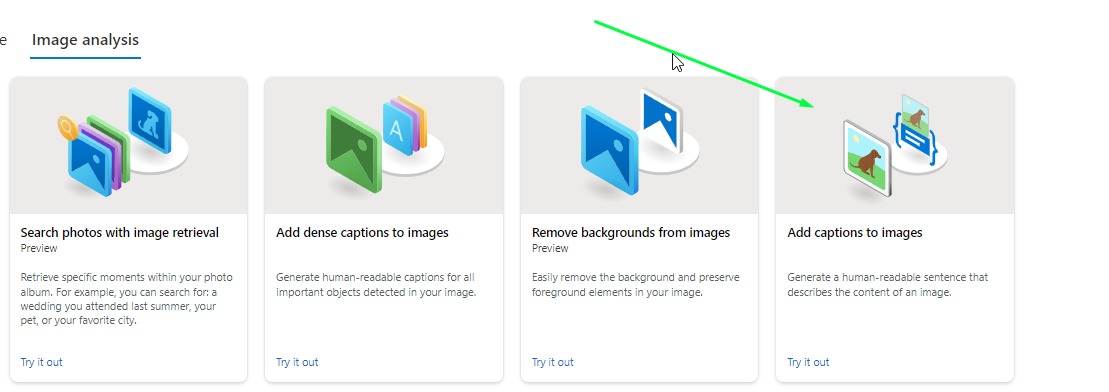 e
Image analysis
A
Search photos with image retrieval
Preview
Retrieve specific moments within your photo
album. For example, you can search for: a
wedding you attended last summer, your
pet, or your favorite city.
Try it out
Add dense captions to images
Generate human-readable captions for all
important objects detected in your image.
Try it out
Remove backgrounds from images
Preview
Easily remove the background and preserve
foreground elements in your image.
Try it out
Add captions to images
Generate a human-readable sentence that
describes the content of an image.
Try it out